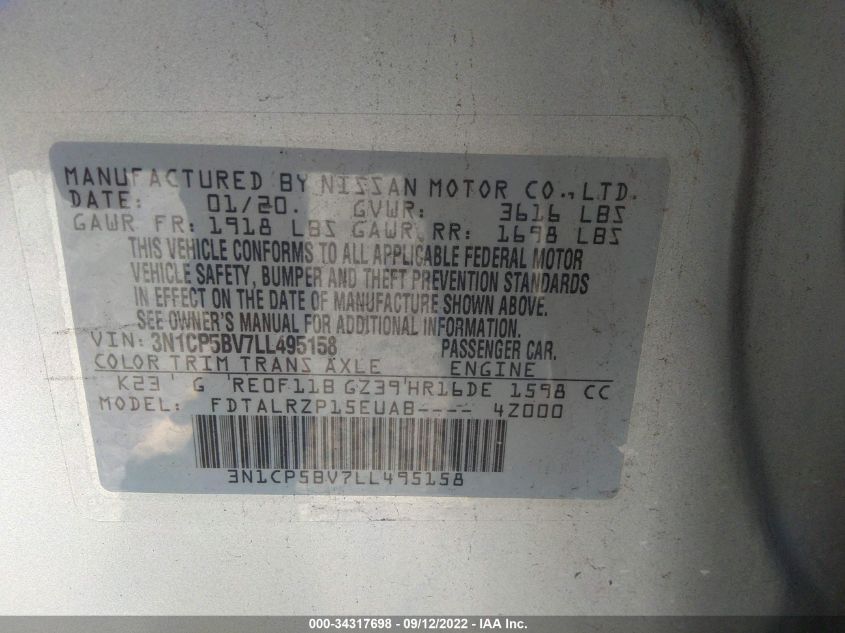 MANUFACTURED BY NISSAN MOTOR CO., LTD.
DATE: 01/20. GVWR: 3616 LBS
GAWR FR: 1918 LBS GAWR RR: 1698 LBS
THIS VEHICLE CONFORMS TO ALL APPLICABLE FEDERAL MOTOR
VEHICLE SAFETY, BUMPER AND THEFT PREVENTION STANDARDS
IN EFFECT ON THE DATE OF MANUFACTURE SHOWN ABOVE.
SEE OWNER'S MANUAL FOR ADDITIONAL INFORMATION.
VIN: 3N1CP5BV7LL495158 PASSENGER CAR.
COLOR TRIM TRANS AXLE ENGINE
K23 G RE0F11B GZ39 HR16DE 1598 CC
MODEL: FDTALRZP15EUAB---- 4Z000
3N1CP5BV7LL495158
000-34317698 - 09/12/2022 - IAA Inc.